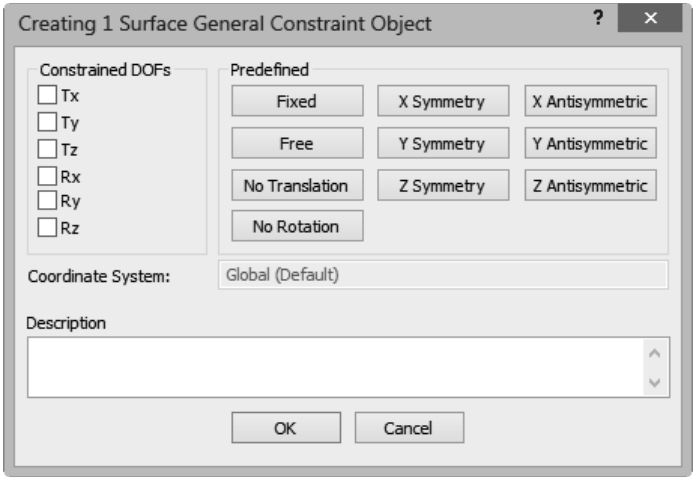 Creating 1 Surface General Constraint Object
?
Constrained DOFs
Tx
Ty
Tz
Rx
Ry
Rz
Predefined
Fixed X Symmetry X Antisymmetric
Free Y Symmetry Y Antisymmetric
No Translation Z Symmetry Z Antisymmetric
No Rotation
Coordinate System: Global (Default)
Description
OK Cancel